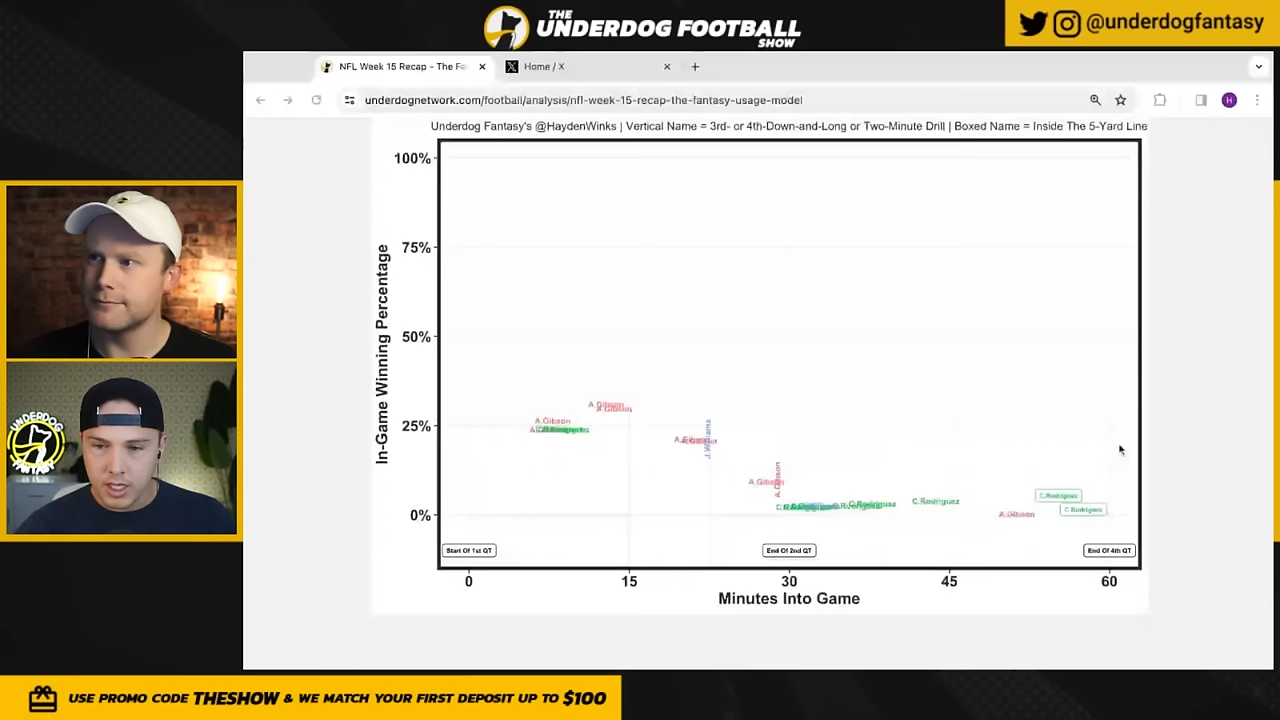 THE
UNDERDOG FOOTBALL
SHOW
@underdogfantasy
NFL Week 15 Recap - The Fa
Home / X
underdognetwork.com/football/analysis/nfl-week-15-recap-the-fantasy-usage-model
H
Underdog Fantasy's @HaydenWinks | Vertical Name = 3rd- or 4th-Down-and-Long or Two-Minute Drill | Boxed Name = Inside The 5-Yard Line
100%
75%
50%
25%
0%
In-Game Winning Percentage
A.Gibson
A.Gibson
A.Gibson
J.Williams
A.Gibson
A.Gibson
C.Rodriguez
C.Rodriguez
C.Rodriguez
C.Rodriguez
A.Gibson
Start Of 1st QT
End Of 2nd QT
End Of 4th QT
0
15
30
45
60
Minutes Into Game
UNDERDOG
FANTASY
USE PROMO CODE THESHOW & WE MATCH YOUR FIRST DEPOSIT UP TO $100